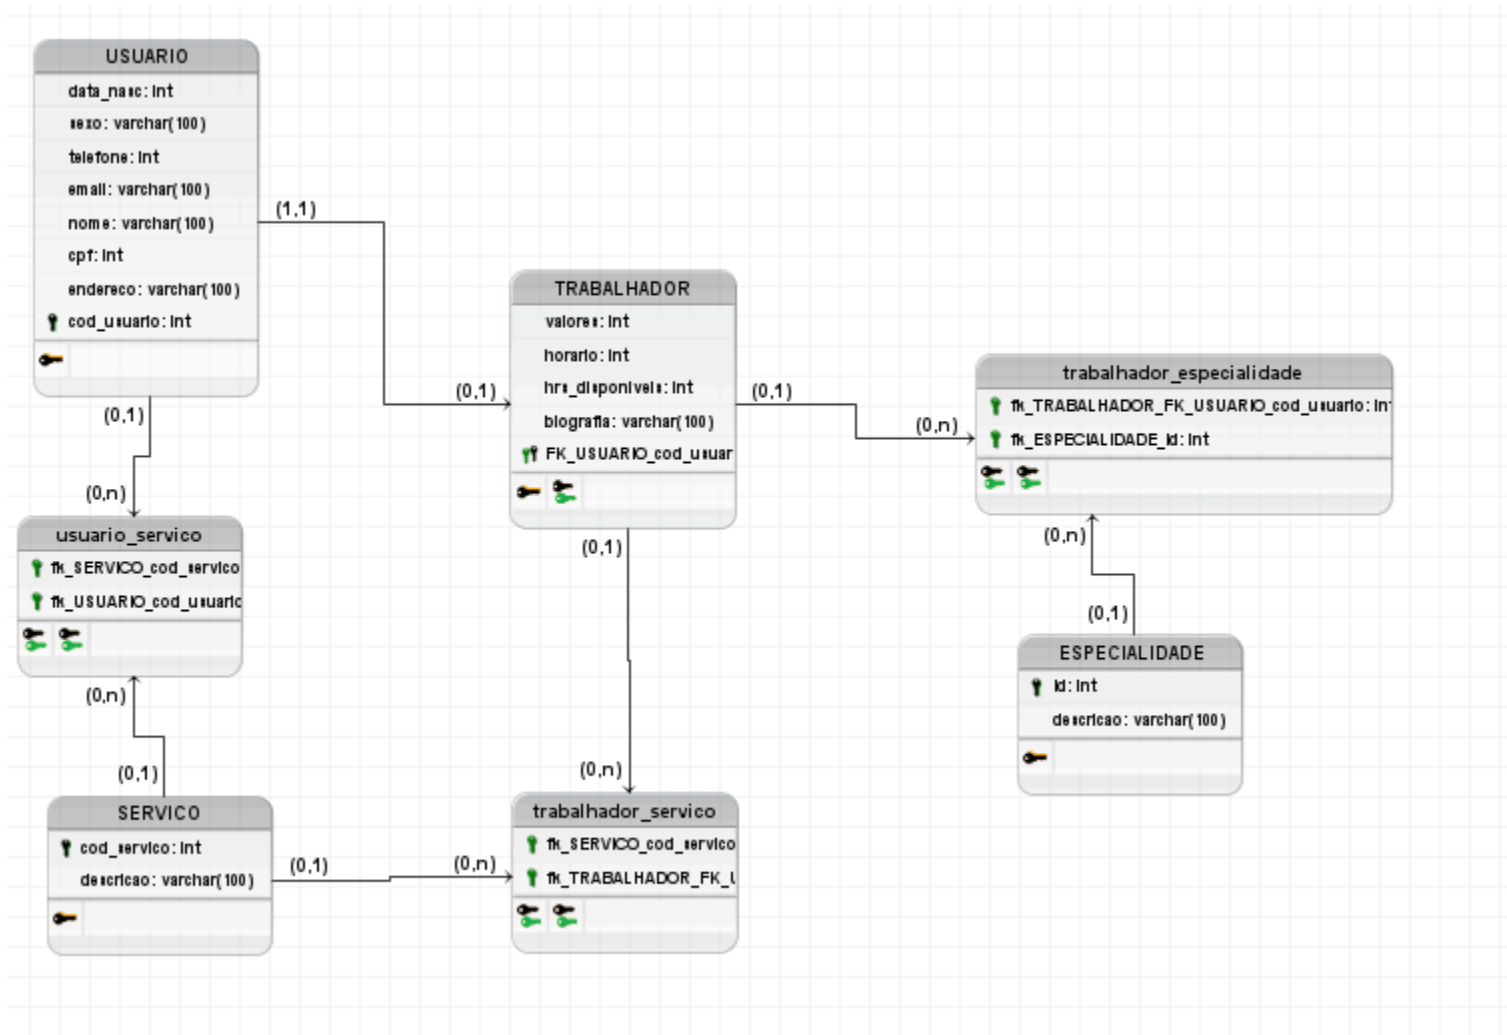 USUARIO
data_nasc: int
sexo: varchar(100)
telefone: int
email: varchar(100)
nome: varchar(100)
cpf: int
endereco: varchar(100)
cod_usuario: int
(1,1)
(0,1)
TRABALHADOR
valores: int
horario: int
hrs_disponiveis: int
biografia: varchar(100)
FK_USUARIO_cod_usuar
(0,1)
(0,n)
trabalhador_especialidade
fk_TRABALHADOR_FK_USUARIO_cod_usuario: int
fk_ESPECIALIDADE_id: int
(0,1)
(0,n)
usuario_servico
fk_SERVICO_cod_servico
fk_USUARIO_cod_usuario
(0,n)
(0,1)
(0,n)
(0,1)
ESPECIALIDADE
id: int
descricao: varchar(100)
(0,1)
(0,n)
SERVICO
cod_servico: int
descricao: varchar(100)
(0,1)
(0,n)
trabalhador_servico
fk_SERVICO_cod_servico
fk_TRABALHADOR_FK_U